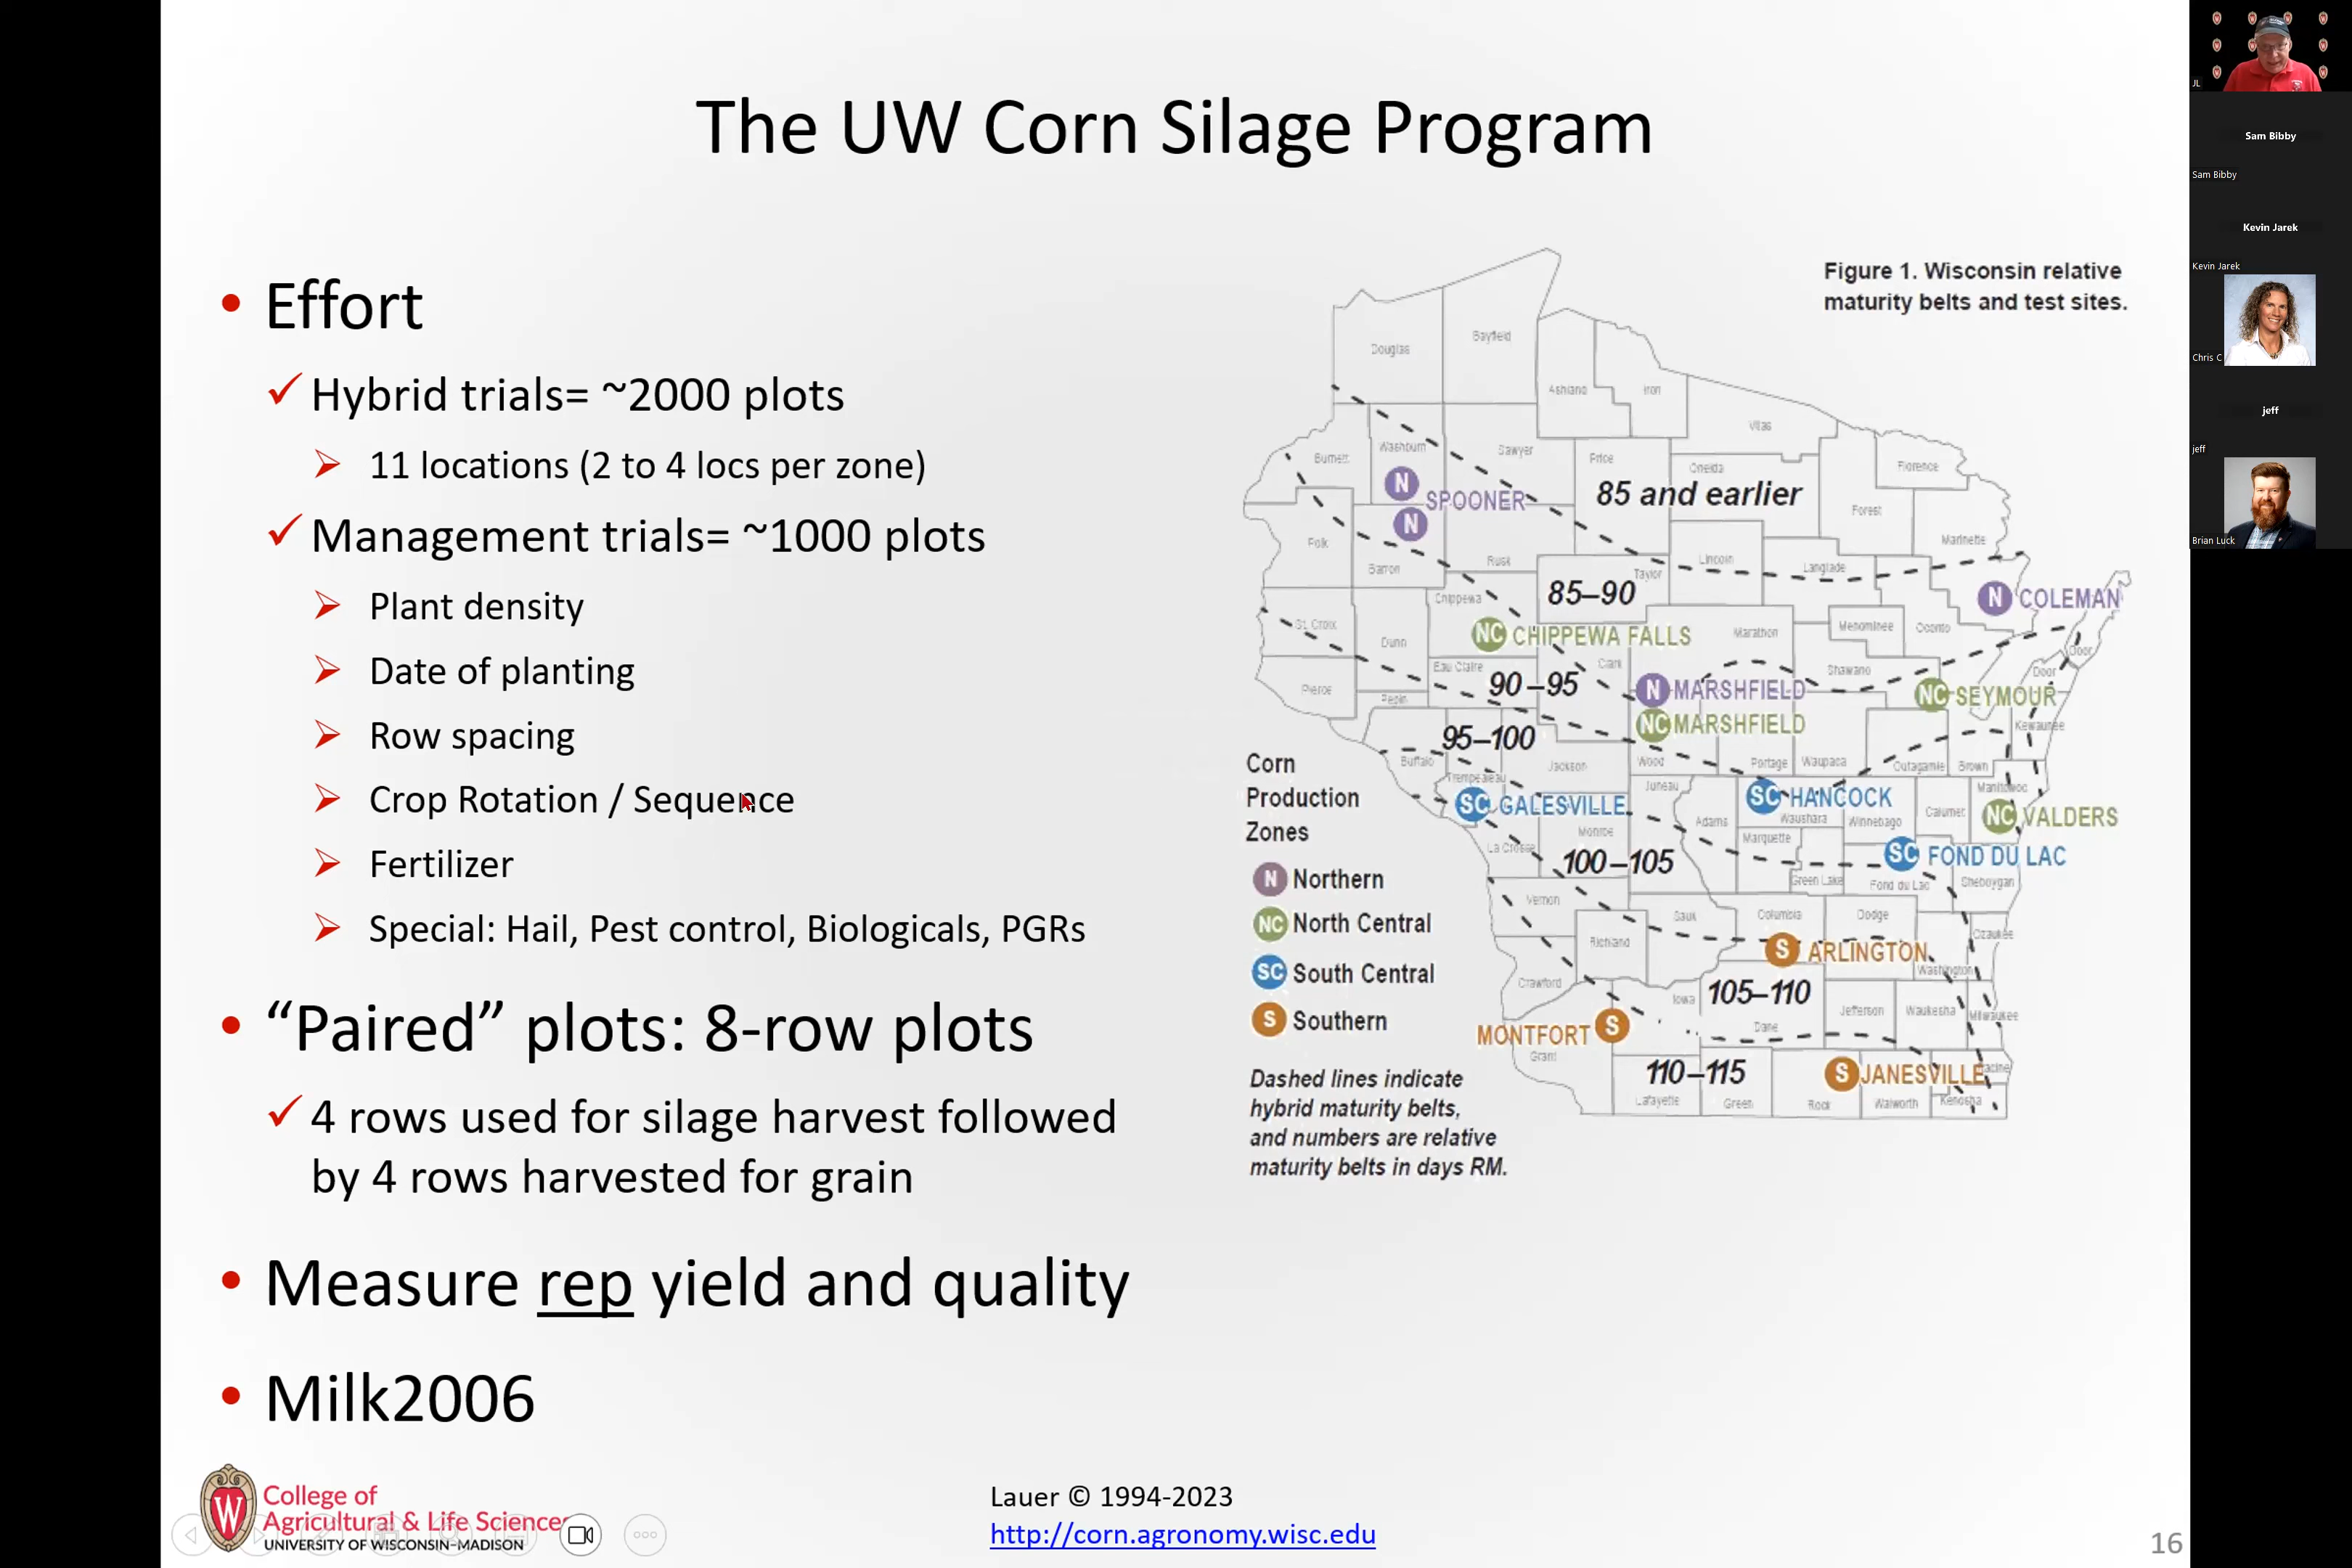 The UW Corn Silage Program
• Effort
✓ Hybrid trials= ~2000 plots
➢ 11 locations (2 to 4 locs per zone)
✓ Management trials= ~1000 plots
➢ Plant density
➢ Date of planting
➢ Row spacing
➢ Crop Rotation / Sequence
➢ Fertilizer
➢ Special: Hail, Pest control, Biologicals, PGRs
• “Paired” plots: 8-row plots
✓ 4 rows used for silage harvest followed
by 4 rows harvested for grain
• Measure rep yield and quality
• Milk2006
Figure 1. Wisconsin relative
maturity belts and test sites.
Douglas
Bayfield
Ashland
Iron
Vilas
Burnett
Washburn
Sawyer
Price
Oneida
Florence
N
SPOONER
N
85 and earlier
Forest
Marinette
Polk
Barron
Rusk
Taylor
Lincoln
Langlade
85–90
N COLEMAN
Chippewa
NC CHIPPEWA FALLS
Marathon
Menominee
Oconto
St. Croix
Dunn
Eau Claire
Clark
Shawano
Door
Door
90–95
N MARSHFIELD
NC SEYMOUR
Pierce
Pepin
NC MARSHFIELD
Kewaunee
95–100
Buffalo
Trempealeau
Jackson
Wood
Portage
Waupaca
Outagamie
Brown
Juneau
Manitowoc
SC GALESVILLE
SC HANCOCK
Adams
Waushara
Winnebago
Calumet
NC VALDERS
Monroe
La Crosse
Marquette
SC FOND DU LAC
100–105
Green Lake
Fond du Lac
Sheboygan
Vernon
Sauk
Columbia
Dodge
Ozaukee
Richland
S ARLINGTON
Washington
Crawford
Iowa
105–110
Jefferson
Waukesha
Milwaukee
Dane
MONTFORT S
Grant
110–115
S JANESVILLE
Racine
Lafayette
Green
Rock
Walworth
Kenosha
Corn
Production
Zones
N Northern
NC North Central
SC South Central
S Southern
Dashed lines indicate
hybrid maturity belts,
and numbers are relative
maturity belts in days RM.
College of
Agricultural & Life Sciences
UNIVERSITY OF WISCONSIN–MADISON
Lauer © 1994-2023
http://corn.agronomy.wisc.edu
16
JL
Sam Bibby
Sam Bibby
Kevin Jarek
Kevin Jarek
Chris C
jeff
jeff
Brian Luck